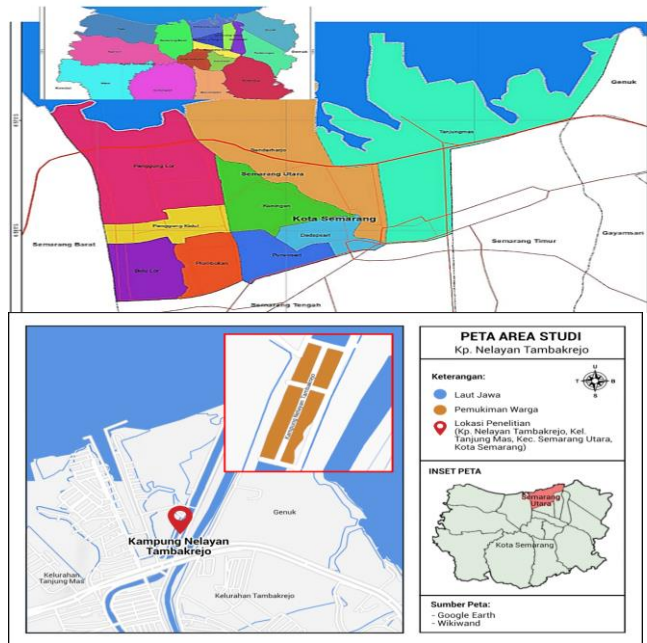 Genuk
Tanjungmas
Bandarharjo
Panggung Lor
Semarang Utara
Kuningan
Kota Semarang
Panggung Kidul
Dadapsari
Semarang Barat
Semarang Timur
Gayamsari
Purwosari
Plombokan
Bulu Lor
Semarang Tengah
Kampung Nelayan Tambakrejo
Genuk
Kampung Nelayan
Tambakrejo
Kelurahan
Tanjung Mas
Kelurahan Tambakrejo
PETA AREA STUDI
Kp. Nelayan Tambakrejo
Keterangan:
U
T
B
S
Laut Jawa
Pemukiman Warga
Lokasi Penelitian
(Kp. Nelayan Tambakrejo, Kel.
Tanjung Mas, Kec. Semarang Utara,
Kota Semarang)
INSET PETA
Semarang
Utara
Kota Semarang
Sumber Peta:
- Google Earth
- Wikiwand